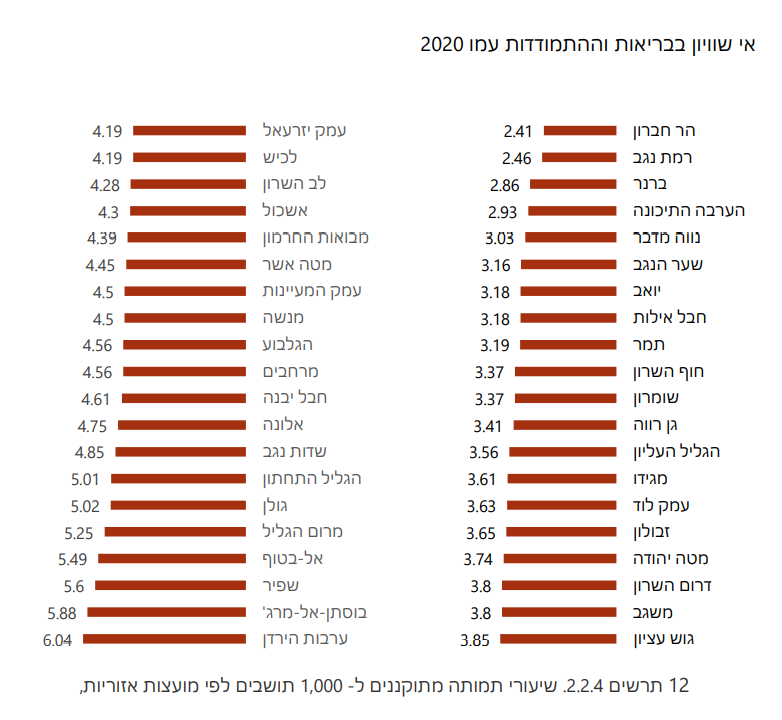 אי שוויון בבריאות וההתמודדות עמו 2020
הר חברון 2.41
רמת נגב 2.46
ברנר 2.86
הערבה התיכונה 2.93
נווה מדבר 3.03
שער הנגב 3.16
יואב 3.18
חבל אילות 3.18
תמר 3.19
חוף השרון 3.37
שומרון 3.37
גן רווה 3.41
הגליל העליון 3.56
מגידו 3.61
עמק לוד 3.63
זבולון 3.65
מטה יהודה 3.74
דרום השרון 3.8
משגב 3.8
גוש עציון 3.85
עמק יזרעאל 4.19
לכיש 4.19
לב השרון 4.28
אשכול 4.3
מבואות החרמון 4.39
מטה אשר 4.45
עמק המעיינות 4.5
מנשה 4.5
הגלבוע 4.56
מרחבים 4.56
חבל יבנה 4.61
אלונה 4.75
שדות נגב 4.85
הגליל התחתון 5.01
גולן 5.02
מרום הגליל 5.25
אל-בטוף 5.49
שפיר 5.6
בוסתן-אל-מרג' 5.88
ערבות הירדן 6.04
12 תרשים 2.2.4. שיעורי תמותה מתוקננים ל- 1,000 תושבים לפי מועצות אזוריות,